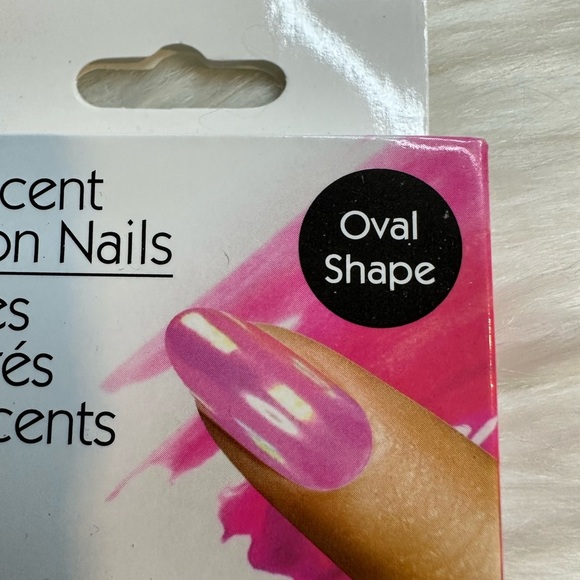 cent
on Nails
es
rés
cents
Oval
Shape